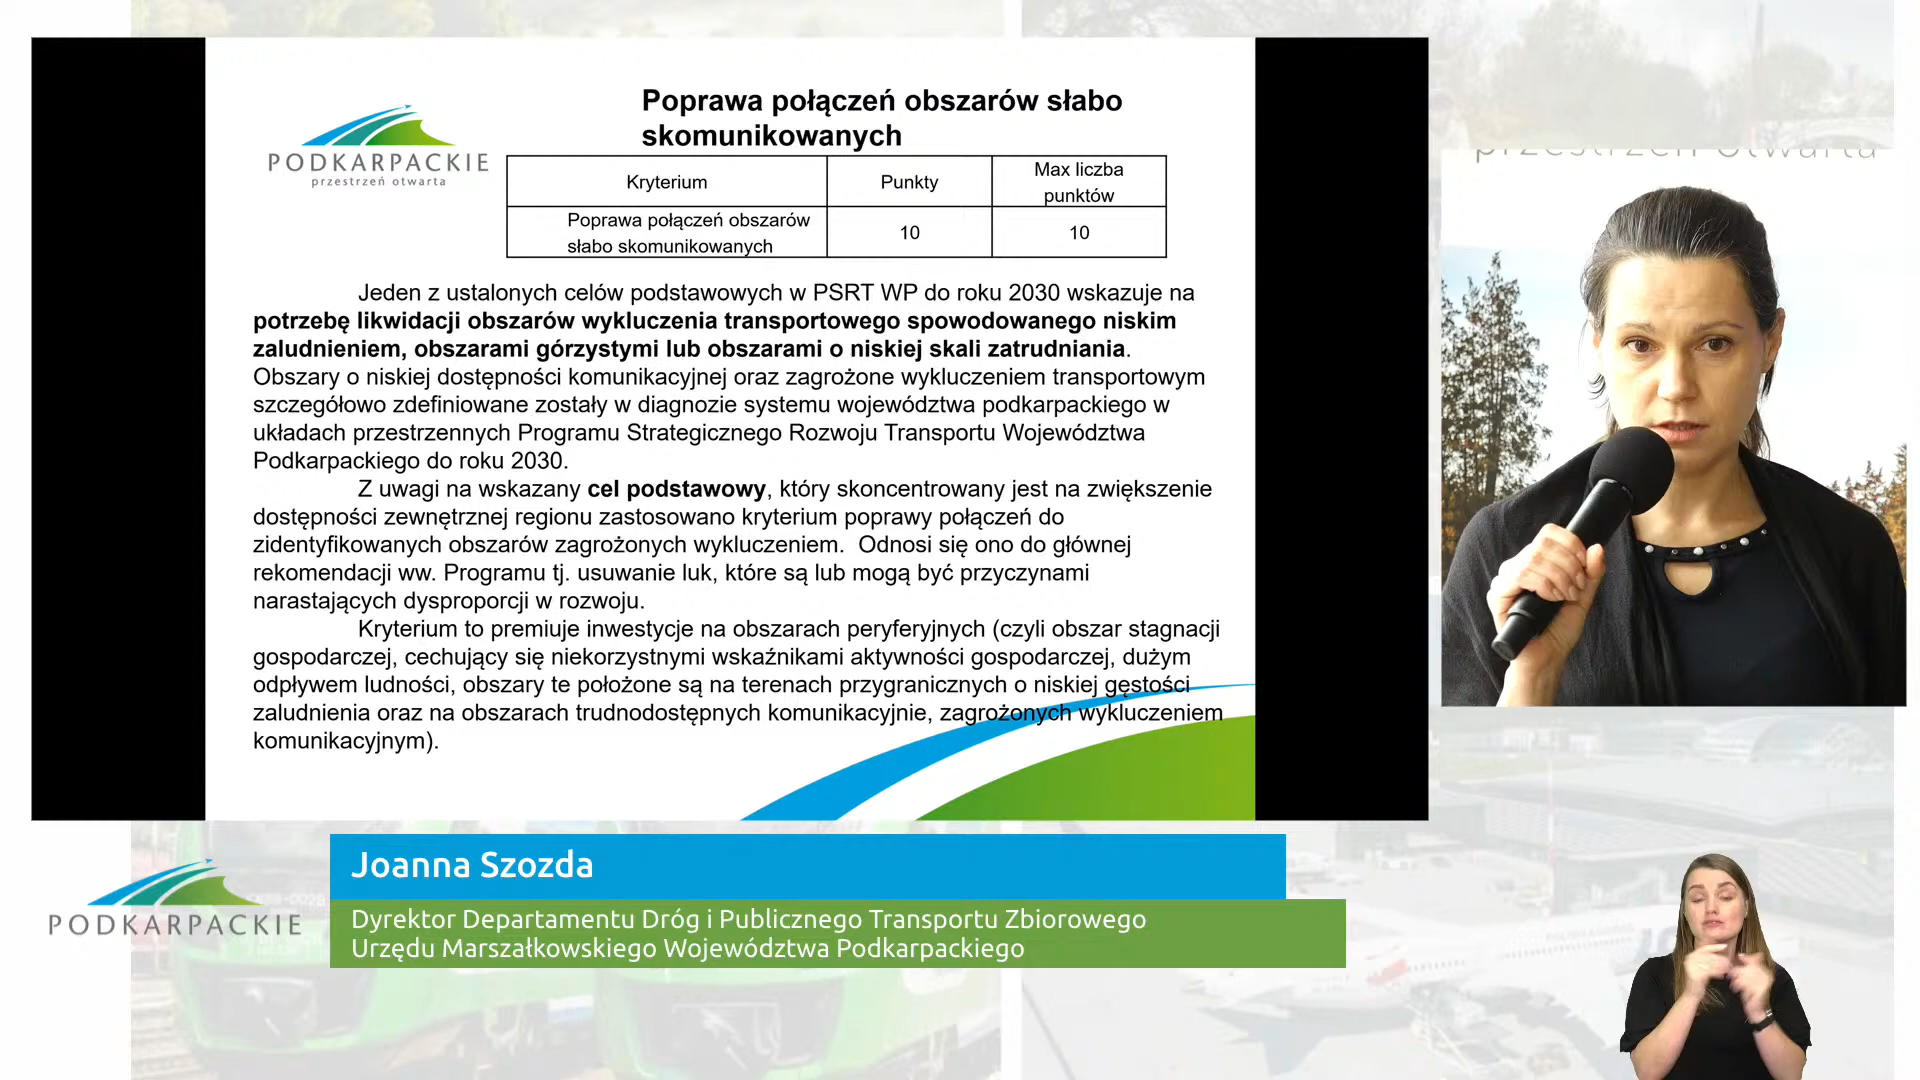 Poprawa połączeń obszarów słabo
skomunikowanych
PODKARPACKIE
przestrzeń otwarta
Kryterium Punkty Max liczba punktów
Poprawa połączeń obszarów słabo skomunikowanych 10 10
Jeden z ustalonych celów podstawowych w PSRT WP do roku 2030 wskazuje na
potrzebę likwidacji obszarów wykluczenia transportowego spowodowanego niskim
zaludnieniem, obszarami górzystymi lub obszarami o niskiej skali zatrudniania.
Obszary o niskiej dostępności komunikacyjnej oraz zagrożone wykluczeniem transportowym
szczegółowo zdefiniowane zostały w diagnozie systemu województwa podkarpackiego w
układach przestrzennych Programu Strategicznego Rozwoju Transportu Województwa
Podkarpackiego do roku 2030.
Z uwagi na wskazany cel podstawowy, który skoncentrowany jest na zwiększenie
dostępności zewnętrznej regionu zastosowano kryterium poprawy połączeń do
zidentyfikowanych obszarów zagrożonych wykluczeniem.  Odnosi się ono do głównej
rekomendacji ww. Programu tj. usuwanie luk, które są lub mogą być przyczynami
narastających dysproporcji w rozwoju.
Kryterium to premiuje inwestycje na obszarach peryferyjnych (czyli obszar stagnacji
gospodarczej, cechujący się niekorzystnymi wskaźnikami aktywności gospodarczej, dużym
odpływem ludności, obszary te położone są na terenach przygranicznych o niskiej gęstości
zaludnienia oraz na obszarach trudnodostępnych komunikacyjnie, zagrożonych wykluczeniem
komunikacyjnym).
przestrzeń otwarta
Joanna Szozda
Dyrektor Departamentu Dróg i Publicznego Transportu Zbiorowego
Urzędu Marszałkowskiego Województwa Podkarpackiego
PODKARPACKIE